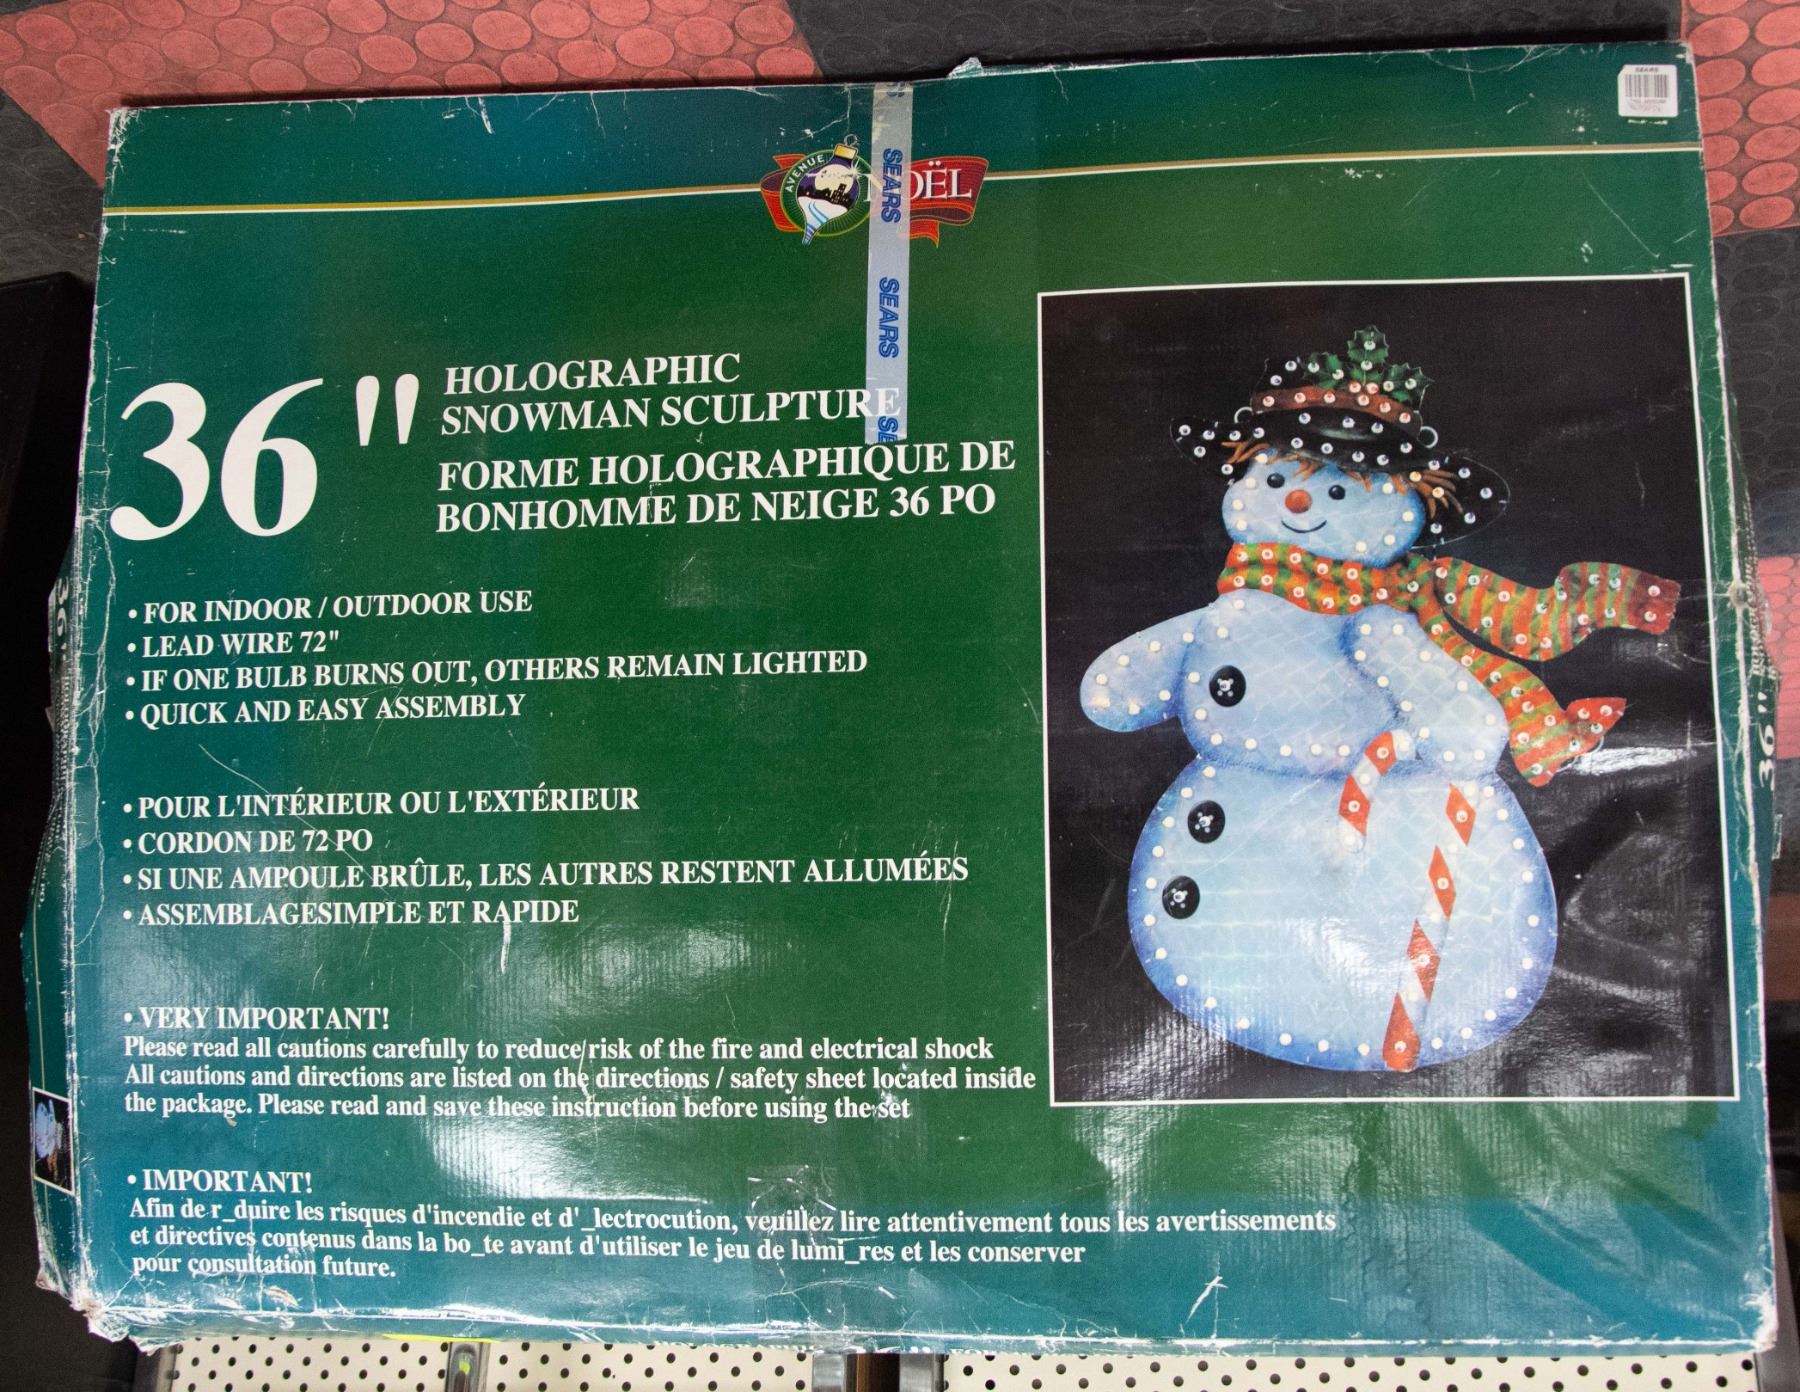 SEARS
AVENUE
NOËL
SEARS
SEARS
SE
36"
HOLOGRAPHIC
SNOWMAN SCULPTURE
FORME HOLOGRAPHIQUE DE
BONHOMME DE NEIGE 36 PO
• FOR INDOOR / OUTDOOR USE
• LEAD WIRE 72"
• IF ONE BULB BURNS OUT, OTHERS REMAIN LIGHTED
• QUICK AND EASY ASSEMBLY
• POUR L'INTÉRIEUR OU L'EXTÉRIEUR
• CORDON DE 72 PO
• SI UNE AMPOULE BRÛLE, LES AUTRES RESTENT ALLUMÉES
• ASSEMBLAGESIMPLE ET RAPIDE
• VERY IMPORTANT!
Please read all cautions carefully to reduce/risk of the fire and electrical shock
All cautions and directions are listed on the directions / safety sheet located inside
the package. Please read and save these instruction before using the set
• IMPORTANT!
Afin de r_duire les risques d'incendie et d'_lectrocution, veuillez lire attentivement tous les avertissements
et directives contenus dans la bo_te avant d'utiliser le jeu de lumi_res et les conserver
pour consultation future.
36"
36"